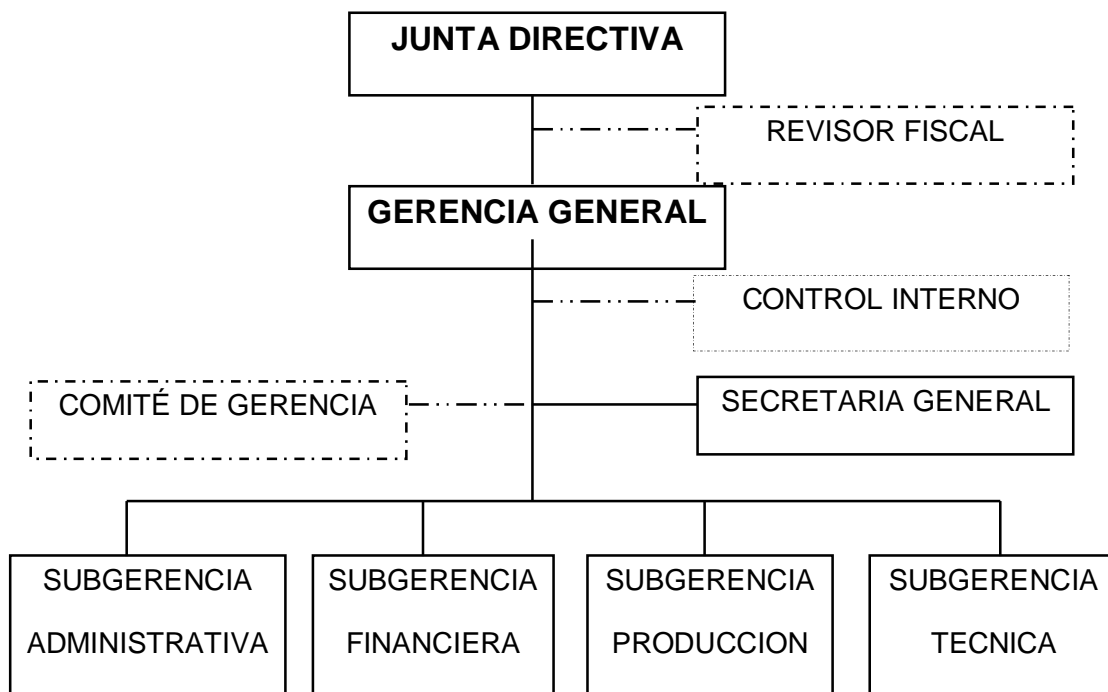 JUNTA DIRECTIVA
REVISOR FISCAL
GERENCIA GENERAL
CONTROL INTERNO
COMITÉ DE GERENCIA
SECRETARIA GENERAL
SUBGERENCIA
ADMINISTRATIVA
SUBGERENCIA
FINANCIERA
SUBGERENCIA
PRODUCCION
SUBGERENCIA
TECNICA